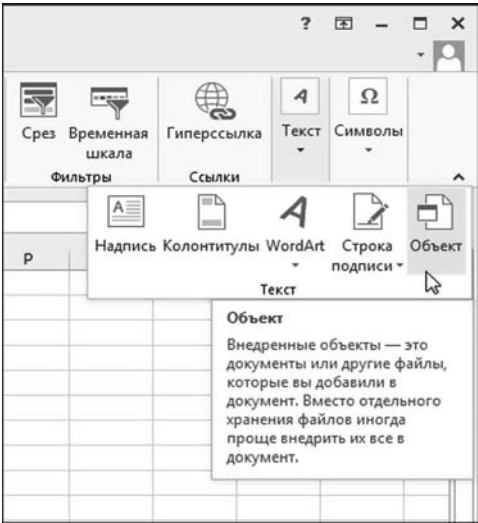 ?
Срез Временная шкала Гиперссылка Текст Символы
Ω
Фильтры Ссылки
Надпись Колонтитулы WordArt Строка подписи Объект
Текст
P
Объект
Внедренные объекты — это
документы или другие файлы,
которые вы добавили в
документ. Вместо отдельного
хранения файлов иногда
проще внедрить их все в
документ.